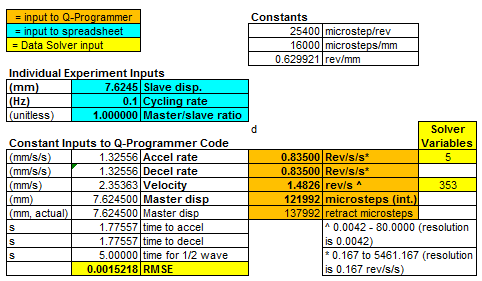 = input to Q-Programmer
= input to spreadsheet
= Data Solver input
Constants
25400 microstep/rev
16000 microsteps/mm
0.629921 rev/mm
Individual Experiment Inputs
(mm) 7.6245 Slave disp.
(Hz) 0.1 Cycling rate
(unitless) 1.000000 Master/slave ratio
d
Solver
Constant Inputs to Q-Programmer Code Variables
(mm/s/s) 1.32556 Accel rate 0.83500 Rev/s/s* 5
(mm/s/s) 1.32556 Decel rate 0.83500 Rev/s/s*
(mm/s) 2.35363 Velocity 1.4826 rev/s ^ 353
(mm) 7.624500 Master disp 121992 microsteps (int.)
(mm, actual) 7.624500 Master disp 137992 retract microsteps
s 1.77557 time to accel ^ 0.0042 - 80.0000 (resolution
s 1.77557 time to decel is 0.0042)
s 5.00000 time for 1/2 wave * 0.167 to 5461.167 (resolution
0.0015218 RMSE is 0.167 rev/s/s)